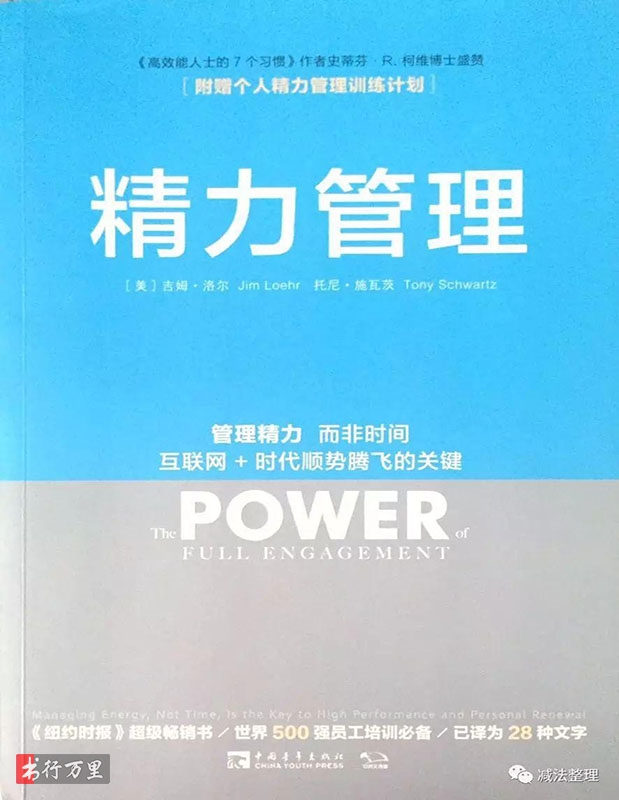 《高效能人士的7个习惯》作者史蒂芬·R.柯维博士盛赞
[附赠个人精力管理训练计划]
精力管理
［美］吉姆·洛尔 Jim Loehr 托尼·施瓦茨 Tony Schwartz
管理精力 而非时间
互联网+时代顺势腾飞的关键
The POWER of
FULL ENGAGEMENT
Managing Energy, Not Time, Is the Key to High Performance and Personal Renewal
《纽约时报》超级畅销书/世界500强员工培训必备/已译为28种文字
中国青年出版社
CHINA YOUTH PRESS
书行万里
减法整理